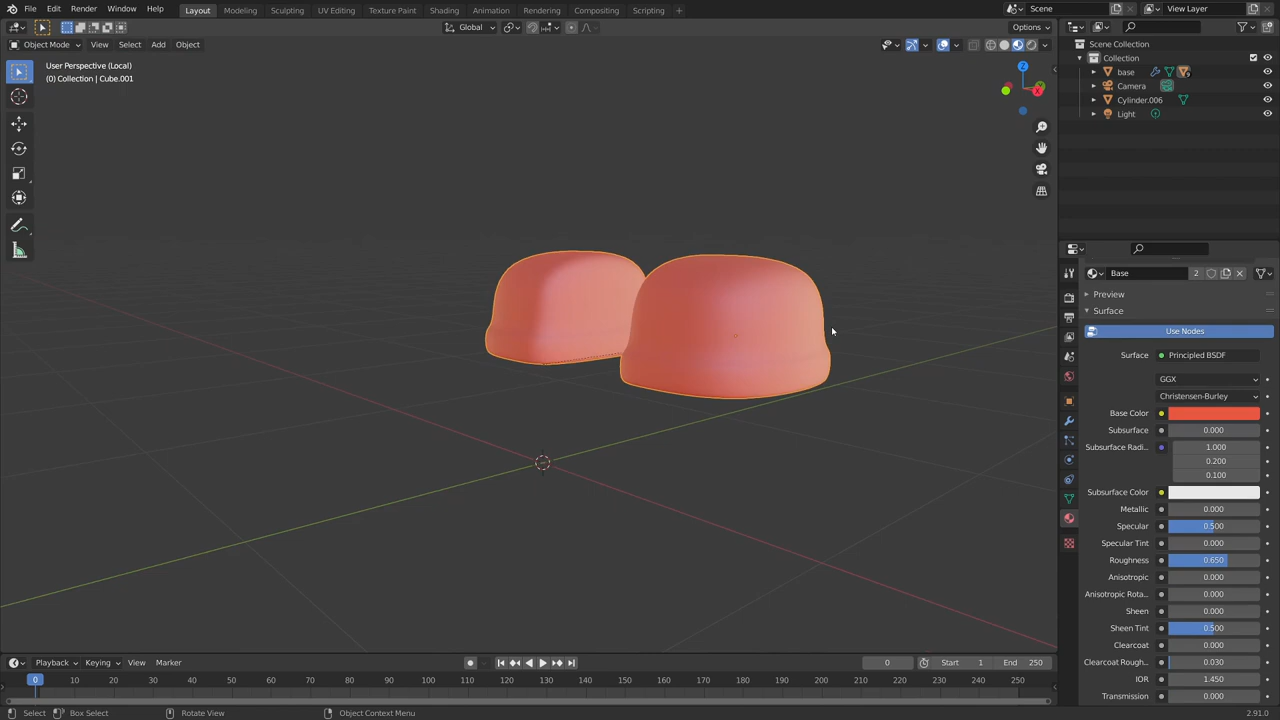 File Edit Render Window Help Layout Modeling Sculpting UV Editing Texture Paint Shading Animation Rendering Compositing Scripting + Scene View Layer
Global Options
Object Mode View Select Add Object
User Perspective (Local)
(0) Collection | Cube.001
Z
Scene Collection
Collection
base
Camera
Cylinder.006
Light
Base 2
Preview
Surface
Use Nodes
Surface Principled BSDF
GGX
Christensen-Burley
Base Color
Subsurface 0.000
Subsurface Radi... 1.000
0.200
0.100
Subsurface Color
Metallic 0.000
Specular 0.500
Specular Tint 0.000
Roughness 0.650
Anisotropic 0.000
Anisotropic Rota... 0.000
Sheen 0.000
Sheen Tint 0.500
Clearcoat 0.000
Clearcoat Rough... 0.030
IOR 1.450
Transmission 0.000
Playback Keying View Marker 0 Start 1 End 250
0 10 20 30 40 50 60 70 80 90 100 110 120 130 140 150 160 170 180 190 200 210 220 230 240 250
Select Box Select Rotate View Object Context Menu 2.91.0